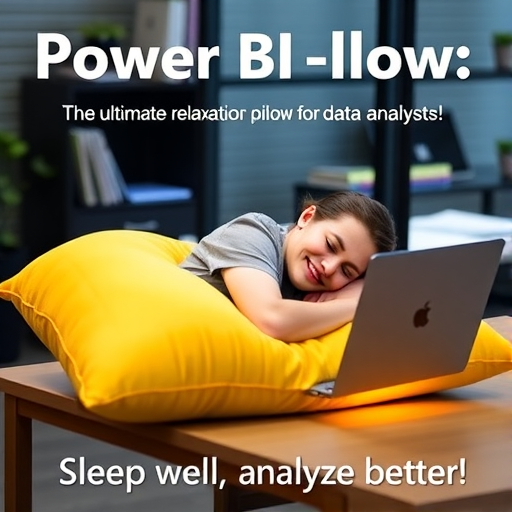 Power BI -llow:
The ultimate relaxatior pilow for data analysts!
Sleep well, analyze better!